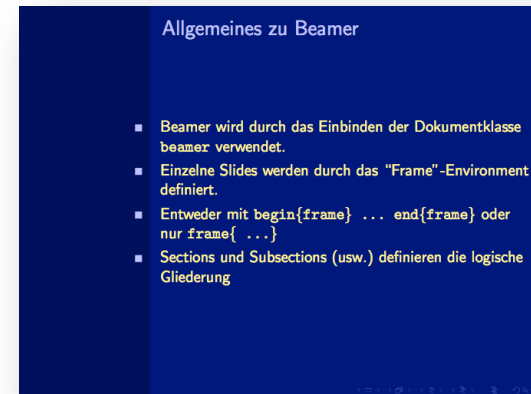 Allgemeines zu Beamer
Beamer wird durch das Einbinden der Dokumentklasse
beamer verwendet.
Einzelne Slides werden durch das “Frame”-Environment
definiert.
Entweder mit begin{frame} ... end{frame} oder
nur frame{ ...}
Sections und Subsections (usw.) definieren die logische
Gliederung